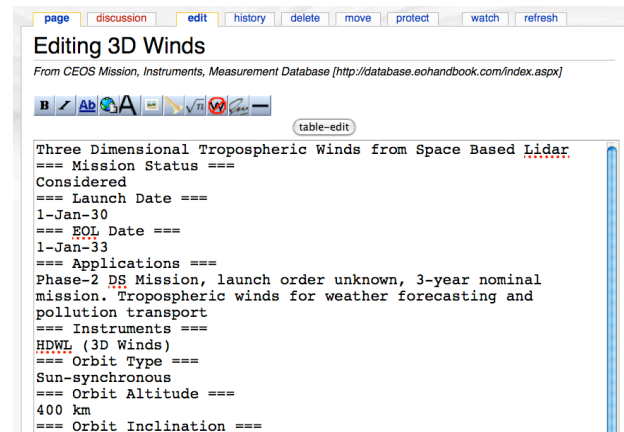 page discussion edit history delete move protect watch refresh
Editing 3D Winds
From CEOS Mission, Instruments, Measurement Database [http://database.eohandbook.com/index.aspx]
B I Ab A √n W
table-edit
Three Dimensional Tropospheric Winds from Space Based Lidar
=== Mission Status ===
Considered
=== Launch Date ===
1-Jan-30
=== EOL Date ===
1-Jan-33
=== Applications ===
Phase-2 DS Mission, launch order unknown, 3-year nominal
mission. Tropospheric winds for weather forecasting and
pollution transport
=== Instruments ===
HDWL (3D Winds)
=== Orbit Type ===
Sun-synchronous
=== Orbit Altitude ===
400 km
=== Orbit Inclination ===